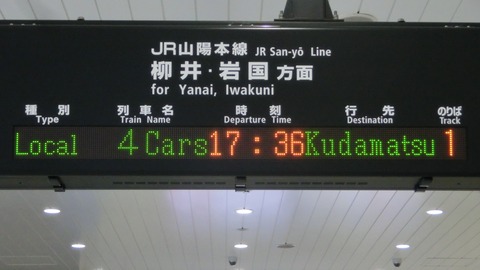 JR山陽本線 JR San-yō Line
柳井・岩国 方面
for Yanai, Iwakuni
種別 列車名 時刻 行先 のりば
Type Train Name Departure Time Destination Track
Local 4 Cars 17:36 Kudamatsu 1